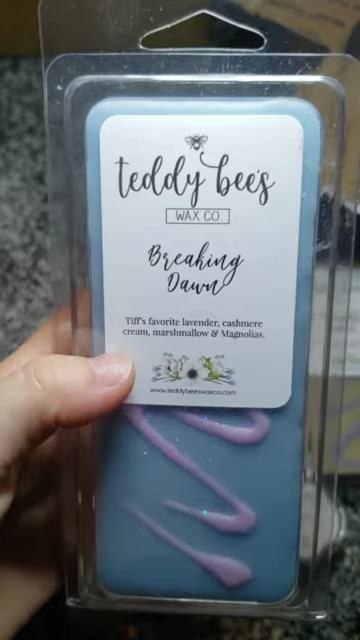 teddy bee's
WAX CO.
Breaking
Dawn
Tiff's favorite lavender, cashmere
cream, marshmallow & Magnolias.
www.teddybeeswaxco.com